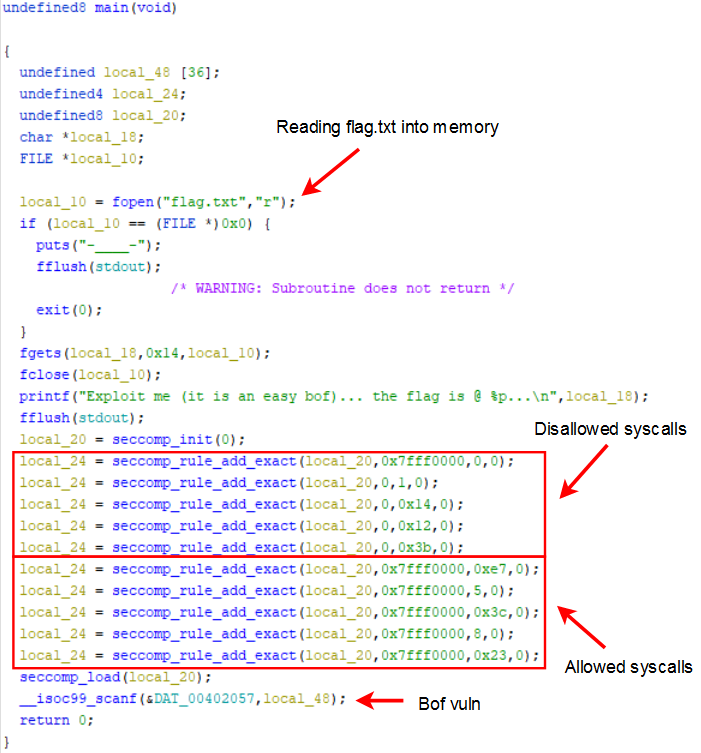 undefined8 main(void)
{
undefined local_48 [36];
undefined4 local_24;
undefined8 local_20;
char *local_18;
FILE *local_10;
Reading flag.txt into memory
local_10 = fopen("flag.txt","r");
if (local_10 == (FILE *)0x0) {
puts("-____-");
fflush(stdout);
/* WARNING: Subroutine does not return */
exit(0);
}
fgets(local_18,0x14,local_10);
fclose(local_10);
printf("Exploit me (it is an easy bof)... the flag is @ %p...\n",local_18);
fflush(stdout);
Disallowed syscalls
local_20 = seccomp_init(0);
local_24 = seccomp_rule_add_exact(local_20,0x7fff0000,0,0);
local_24 = seccomp_rule_add_exact(local_20,0,1,0);
local_24 = seccomp_rule_add_exact(local_20,0,0x14,0);
local_24 = seccomp_rule_add_exact(local_20,0,0x12,0);
local_24 = seccomp_rule_add_exact(local_20,0,0x3b,0);
local_24 = seccomp_rule_add_exact(local_20,0x7fff0000,0xe7,0);
local_24 = seccomp_rule_add_exact(local_20,0x7fff0000,5,0);
local_24 = seccomp_rule_add_exact(local_20,0x7fff0000,0x3c,0);
local_24 = seccomp_rule_add_exact(local_20,0x7fff0000,8,0);
local_24 = seccomp_rule_add_exact(local_20,0x7fff0000,0x23,0);
Allowed syscalls
seccomp_load(local_20);
__isoc99_scanf(&DAT_00402057,local_48);
Bof vuln
return 0;
}